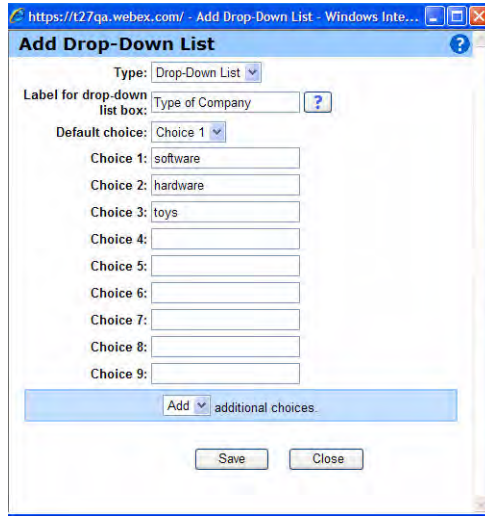 https://t27qa.webex.com/ - Add Drop-Down List - Windows Inte...
Add Drop-Down List
?
Type: Drop-Down List
Label for drop-down
list box: Type of Company ?
Default choice: Choice 1
Choice 1: software
Choice 2: hardware
Choice 3: toys
Choice 4:
Choice 5:
Choice 6:
Choice 7:
Choice 8:
Choice 9:
Add additional choices.
Save Close